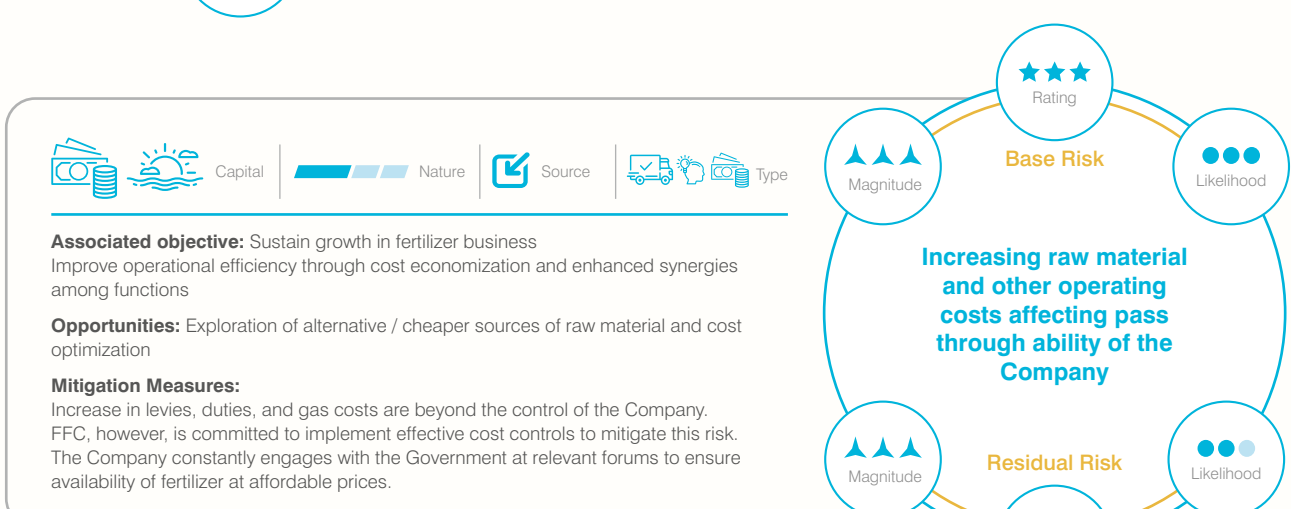 Capital
Nature
Source
Type
Associated objective: Sustain growth in fertilizer business
Improve operational efficiency through cost economization and enhanced synergies
among functions
Opportunities: Exploration of alternative / cheaper sources of raw material and cost
optimization
Mitigation Measures:
Increase in levies, duties, and gas costs are beyond the control of the Company.
FFC, however, is committed to implement effective cost controls to mitigate this risk.
The Company constantly engages with the Government at relevant forums to ensure
availability of fertilizer at affordable prices.
Rating
Base Risk
Magnitude
Likelihood
Increasing raw material
and other operating
costs affecting pass
through ability of the
Company
Residual Risk
Magnitude
Likelihood